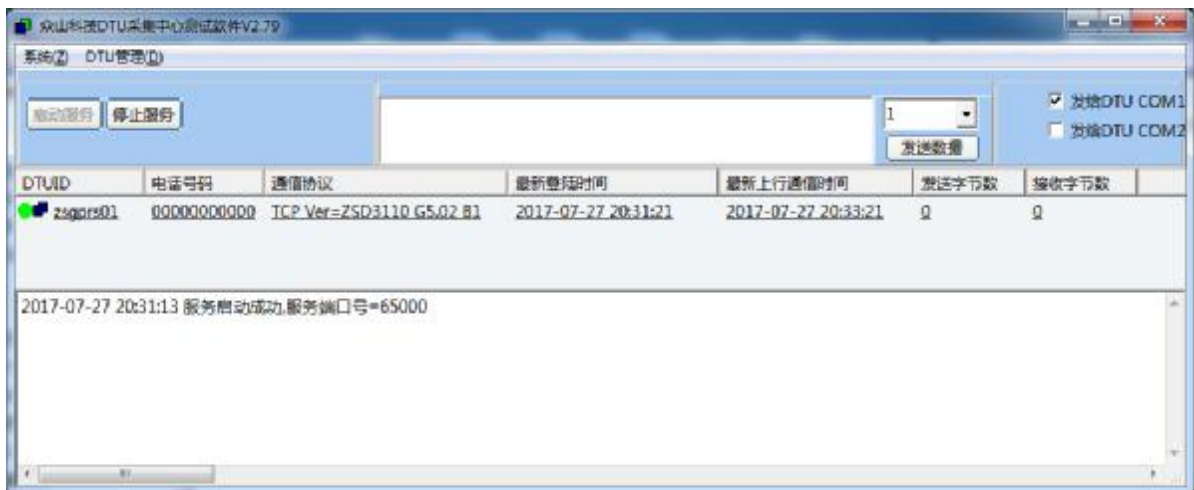 众山科技DTU采集中心测试软件V2.79
系统(Z) DTU管理(D)
启动服务 停止服务
1
发送数据
发给DTU COM1
发给DTU COM2
DTUID 电话号码 通信协议 最新登陆时间 最新上行通信时间 发送字节数 接收字节数
zsgprs01 00000000000 TCP Ver=ZSD3110 G5.02 B1 2017-07-27 20:31:21 2017-07-27 20:33:21 0 0
2017-07-27 20:31:13 服务启动成功,服务端口号=65000